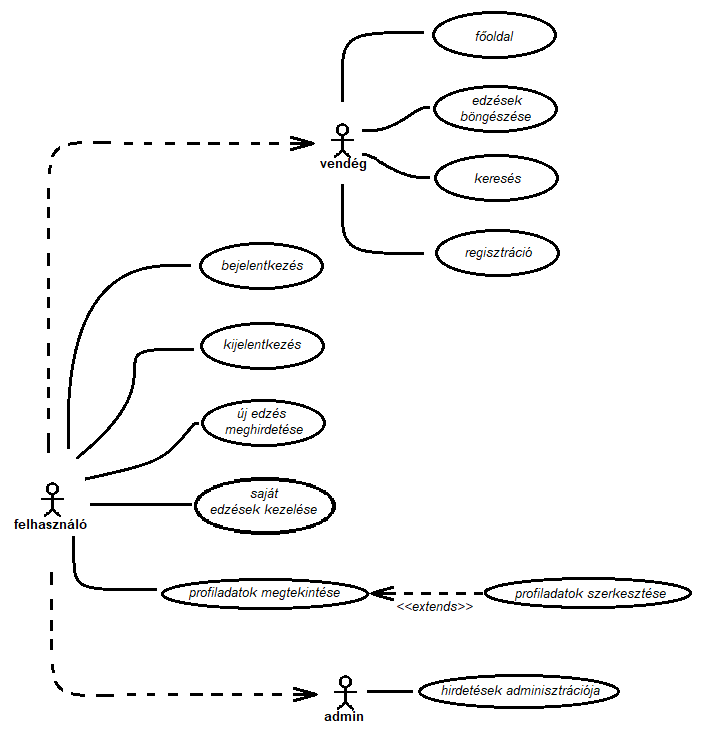 főoldal
edzések
böngészése
vendég
keresés
regisztráció
bejelentkezés
kijelentkezés
új edzés
meghirdetése
saját
edzések kezelése
felhasználó
profiladatok megtekintése
<<extends>>
profiladatok szerkesztése
hirdetések adminisztrációja
admin